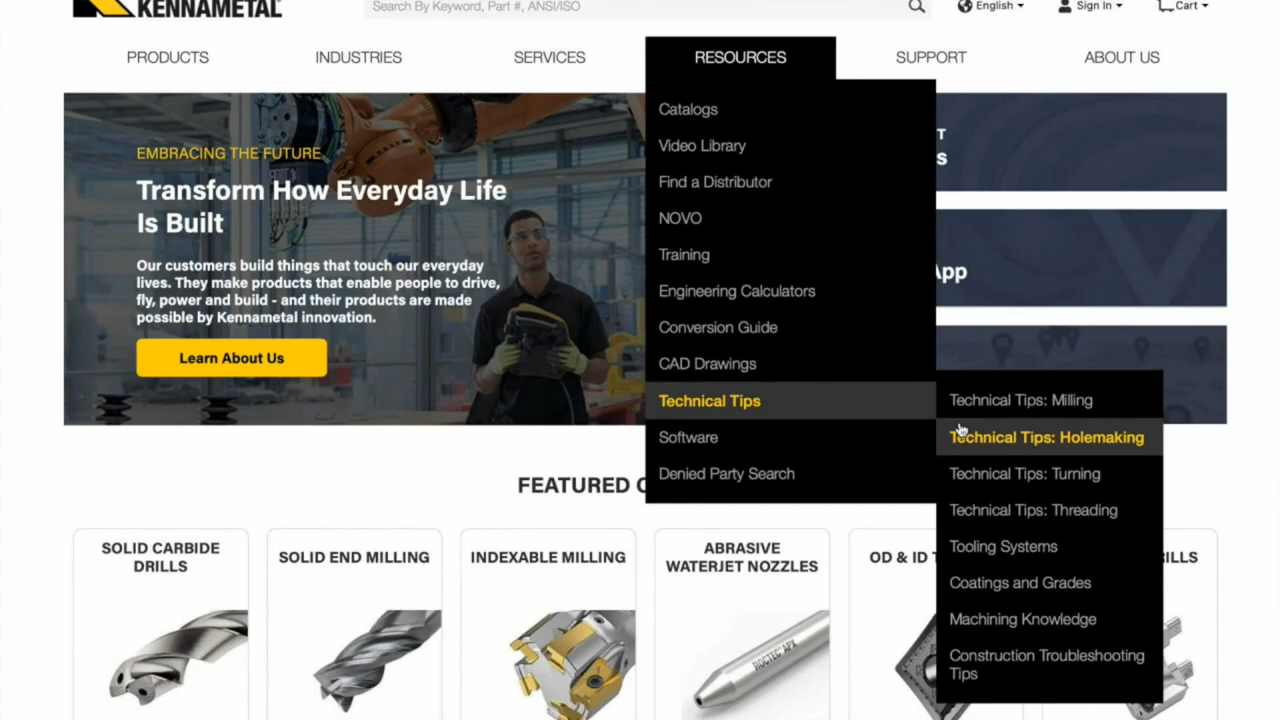 KENNAMETAL
Search By Keyword, Part #, ANSI/ISO
English
Sign In
Cart
PRODUCTS
INDUSTRIES
SERVICES
RESOURCES
SUPPORT
ABOUT US
EMBRACING THE FUTURE
Transform How Everyday Life
Is Built
Our customers build things that touch our everyday
lives. They make products that enable people to drive,
fly, power and build - and their products are made
possible by Kennametal innovation.
Learn About Us
Catalogs
Video Library
Find a Distributor
NOVO
Training
Engineering Calculators
Conversion Guide
CAD Drawings
Technical Tips
Software
Denied Party Search
Technical Tips: Milling
Technical Tips: Holemaking
Technical Tips: Turning
Technical Tips: Threading
Tooling Systems
Coatings and Grades
Machining Knowledge
Construction Troubleshooting
Tips
App
FEATURED
SOLID CARBIDE
DRILLS
SOLID END MILLING
INDEXABLE MILLING
ABRASIVE
WATERJET NOZZLES
OD & ID
ROCTEC APX